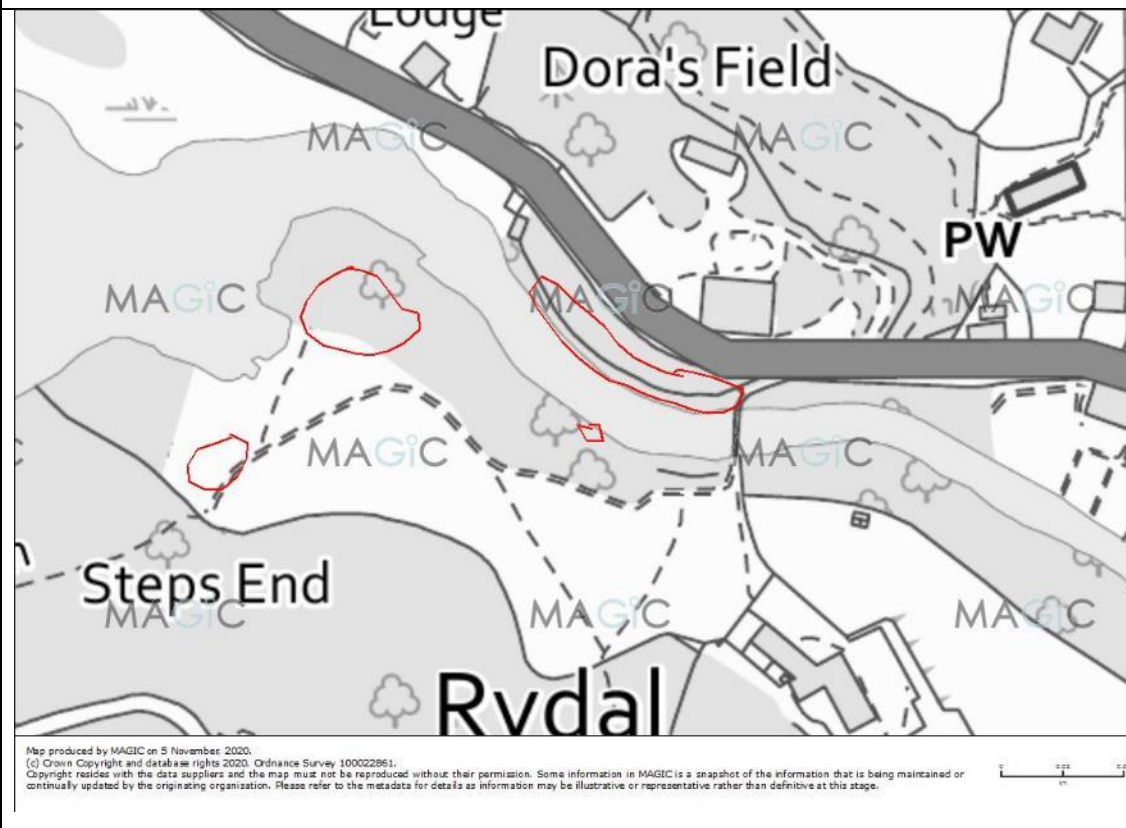 Lodge
Dora's Field
MAGiC MAGiC
PW
MAGiC MAGiC MAGiC
MAGiC MAGiC
Steps End
MAGiC MAGiC MAGiC
Rydal
Map produced by MAGIC on 5 November, 2020.
(c) Crown Copyright and database rights 2020. Ordnance Survey 100022861.
Copyright resides with the data suppliers and the map must not be reproduced without their permission. Some information in MAGIC is a snapshot of the information that is being maintained or
continually updated by the originating organisation. Please refer to the metadata for details as information may be illustrative or representative rather than definitive at this stage.